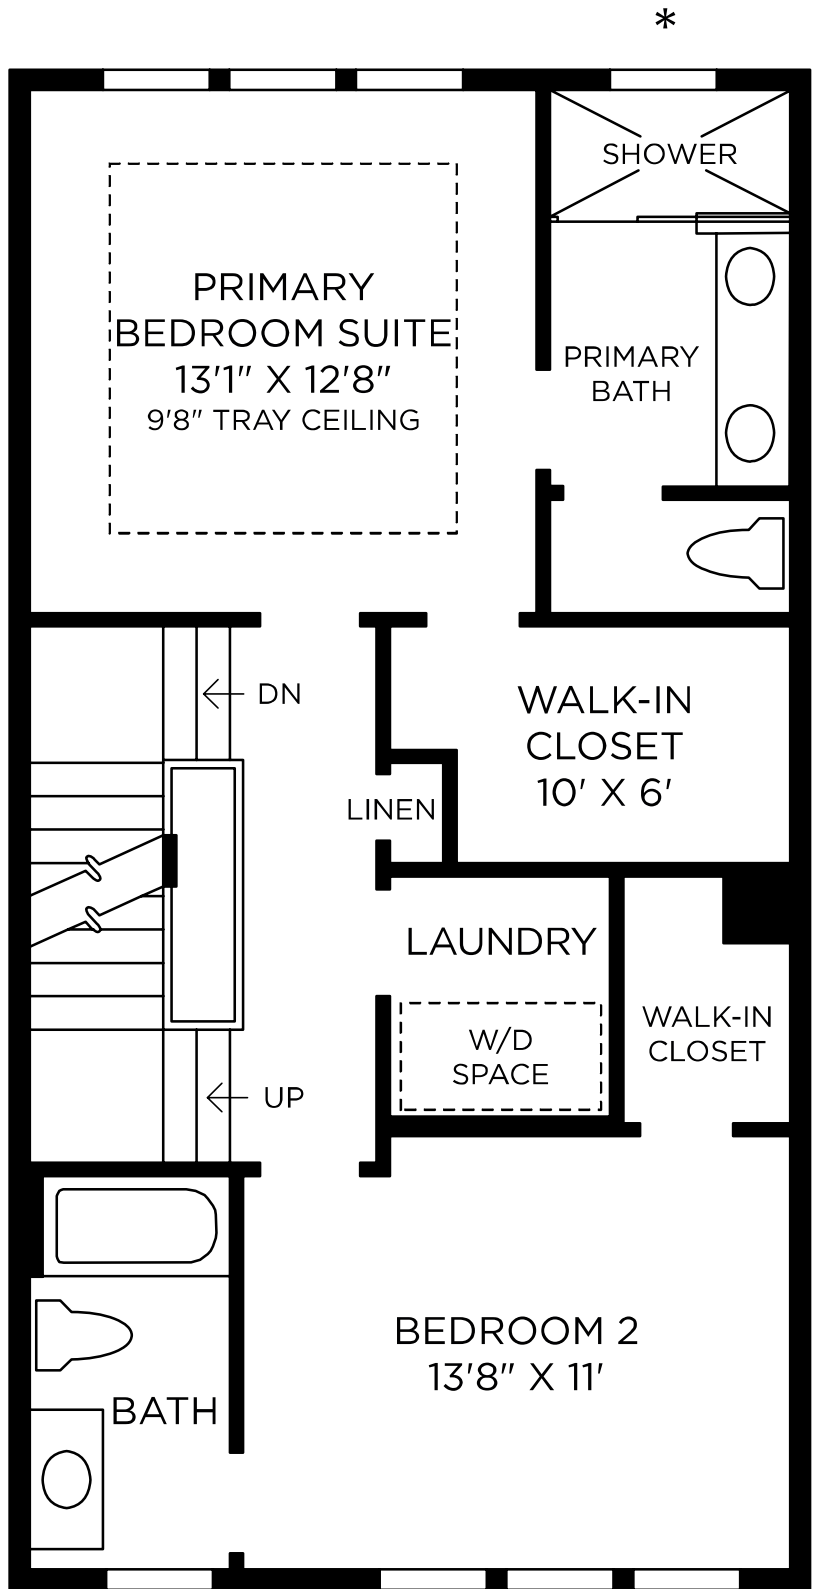 *
SHOWER
PRIMARY
BEDROOM SUITE
13'1" X 12'8"
9'8" TRAY CEILING
PRIMARY
BATH
DN
WALK-IN
CLOSET
10' X 6'
LINEN
LAUNDRY
W/D
SPACE
WALK-IN
CLOSET
UP
BEDROOM 2
13'8" X 11'
BATH